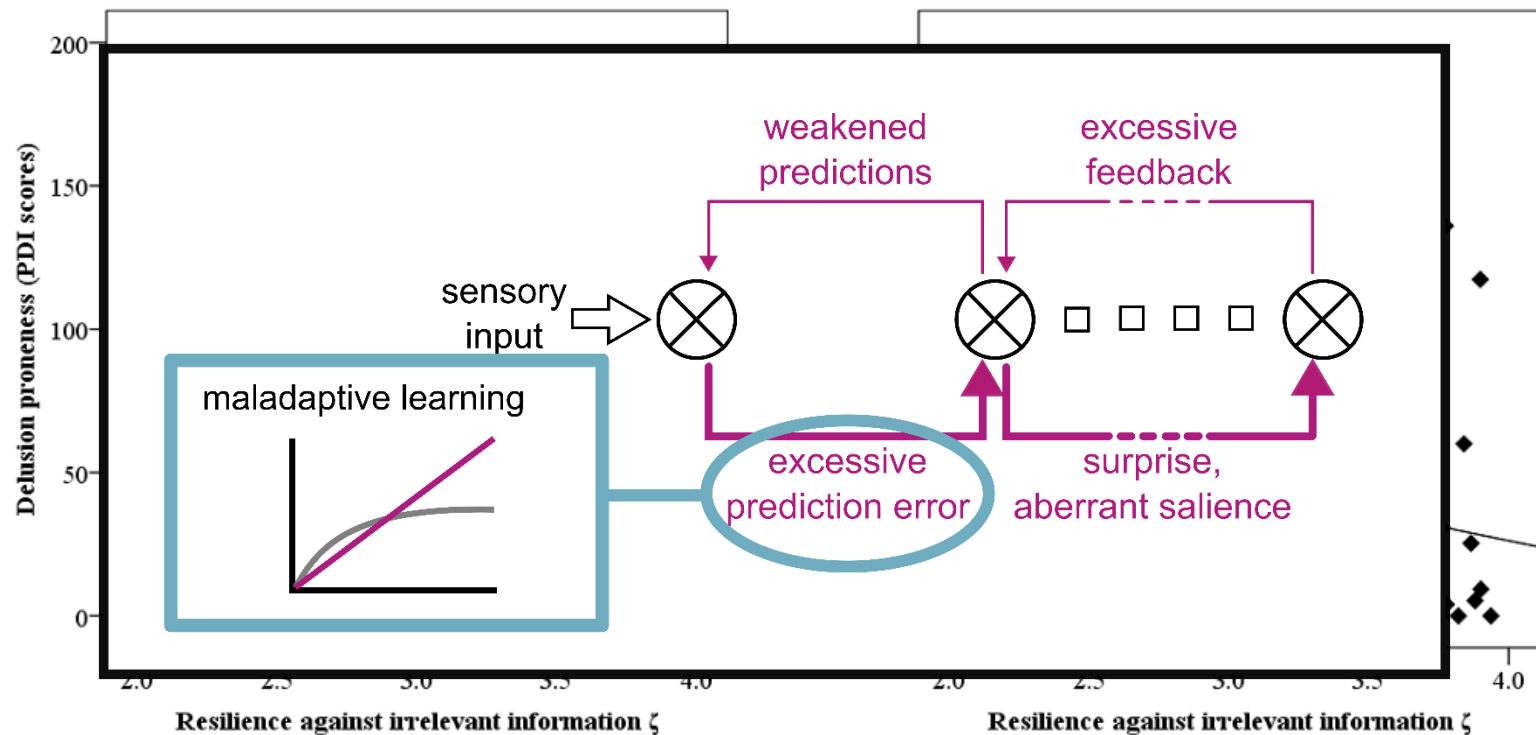 200
150
100
50
0
Delusion proneness (PDI scores)
weakened
predictions
excessive
feedback
sensory
input
maladaptive learning
excessive
prediction error
surprise,
aberrant salience
2.0 2.5 3.0 3.5 4.0
2.0 2.5 3.0 3.5 4.0
Resilience against irrelevant information ζ
Resilience against irrelevant information ζ